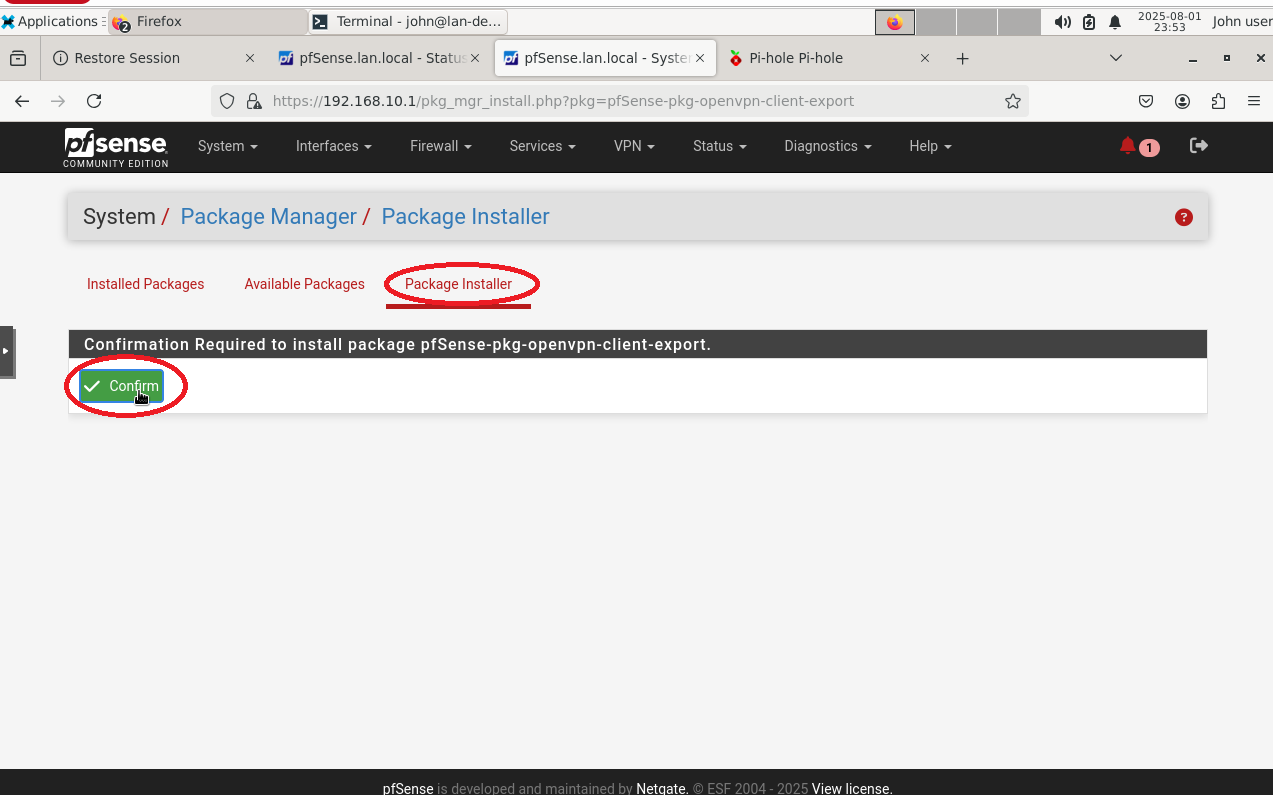 Applications
Firefox
2
Terminal - john@lan-de...
2025-08-01
23:53
John user
Restore Session
pfSense.lan.local - Status
pfSense.lan.local - Syste
Pi-hole Pi-hole
https://192.168.10.1/pkg_mgr_install.php?pkg=pfSense-pkg-openvpn-client-export
pfsense
COMMUNITY EDITION
System
Interfaces
Firewall
Services
VPN
Status
Diagnostics
Help
1
System / Package Manager / Package Installer
?
Installed Packages
Available Packages
Package Installer
Confirmation Required to install package pfSense-pkg-openvpn-client-export.
Confirm
pfSense is developed and maintained by Netgate. © ESF 2004 - 2025 View license.